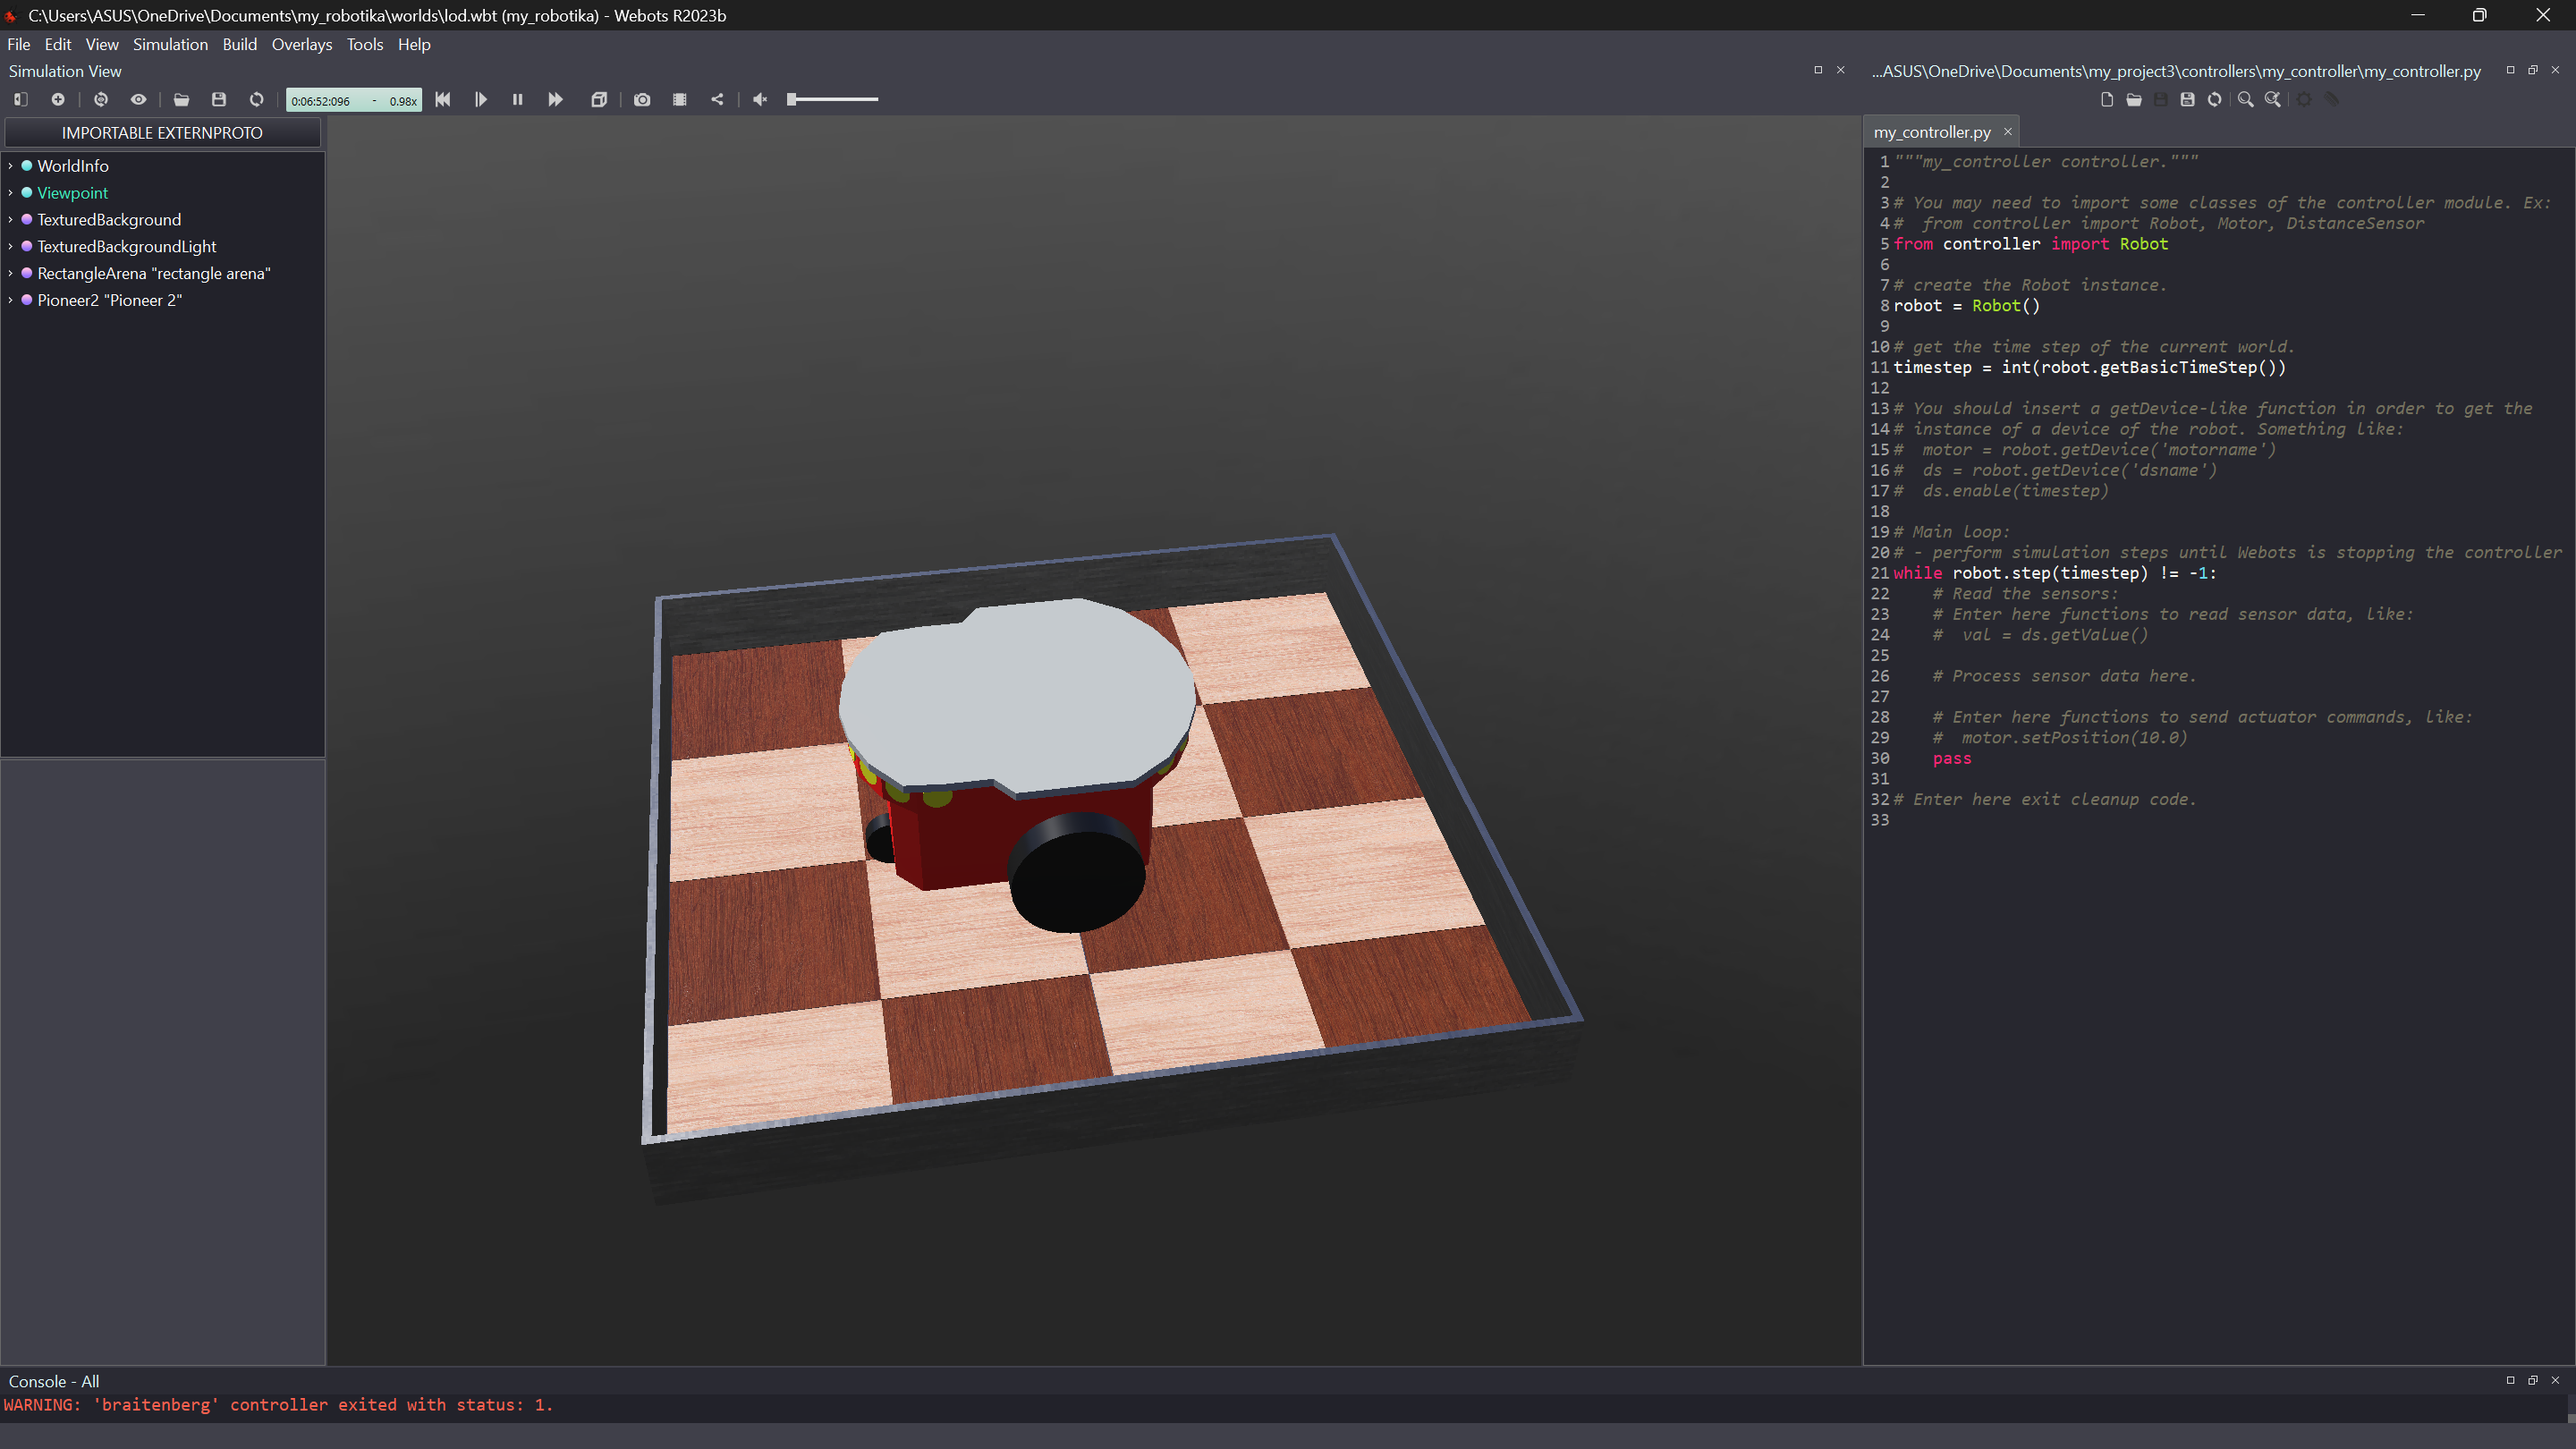 C:\Users\ASUS\OneDrive\Documents\my_robotika\worlds\lod.wbt (my_robotika) - Webots R2023b
File Edit View Simulation Build Overlays Tools Help
Simulation View
0:06:52:096 - 0.98x
IMPORTABLE EXTERNPROTO
WorldInfo
Viewpoint
TexturedBackground
TexturedBackgroundLight
RectangleArena "rectangle arena"
Pioneer2 "Pioneer 2"
...ASUS\OneDrive\Documents\my_project3\controllers\my_controller\my_controller.py
my_controller.py
1 """my_controller controller."""
2
3 # You may need to import some classes of the controller module. Ex:
4 #  from controller import Robot, Motor, DistanceSensor
5 from controller import Robot
6
7 # create the Robot instance.
8 robot = Robot()
9
10 # get the time step of the current world.
11 timestep = int(robot.getBasicTimeStep())
12
13 # You should insert a getDevice-like function in order to get the
14 # instance of a device of the robot. Something like:
15 #  motor = robot.getDevice('motorname')
16 #  ds = robot.getDevice('dsname')
17 #  ds.enable(timestep)
18
19 # Main loop:
20 # - perform simulation steps until Webots is stopping the controller
21 while robot.step(timestep) != -1:
22     # Read the sensors:
23     # Enter here functions to read sensor data, like:
24     #  val = ds.getValue()
25
26     # Process sensor data here.
27
28     # Enter here functions to send actuator commands, like:
29     #  motor.setPosition(10.0)
30     pass
31
32 # Enter here exit cleanup code.
33
Console - All
WARNING: 'braitenberg' controller exited with status: 1.